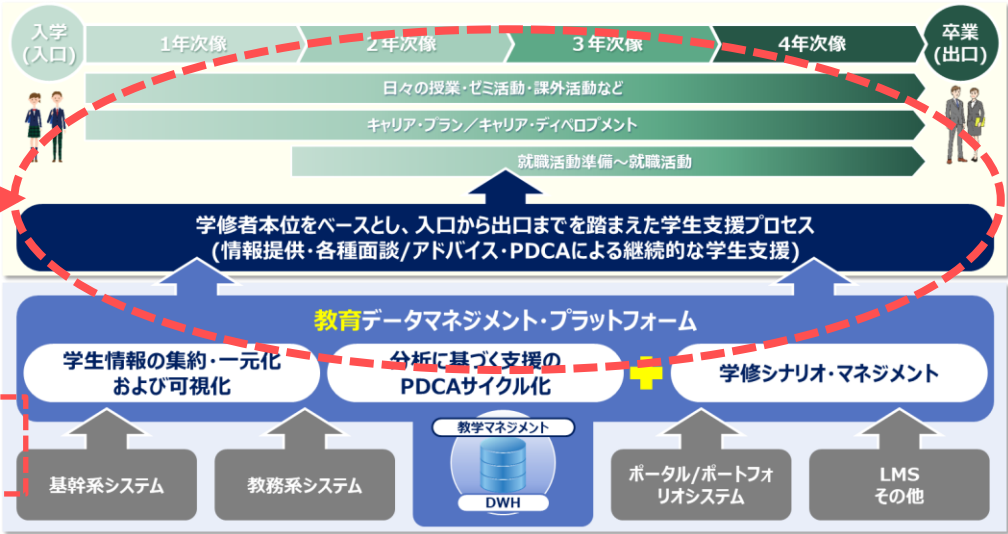 入学
(入口)
1年次像
2年次像
3年次像
4年次像
卒業
(出口)
日々の授業・ゼミ活動・課外活動など
キャリア・プラン／キャリア・ディベロプメント
就職活動準備～就職活動
学修者本位をベースとし、入口から出口までを踏まえた学生支援プロセス
(情報提供・各種面談/アドバイス・PDCAによる継続的な学生支援)
教育データマネジメント・プラットフォーム
学生情報の集約・一元化
および可視化
分析に基づく支援の
PDCAサイクル化
学修シナリオ・マネジメント
基幹系システム
教務系システム
教学マネジメント
DWH
ポータル/ポートフォ
リオシステム
LMS
その他